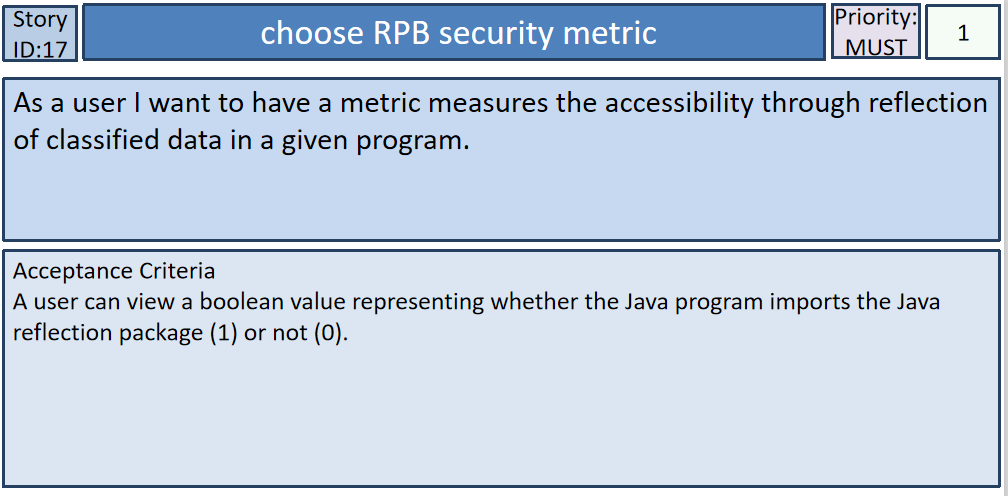 Story
ID:17
choose RPB security metric
Priority:
MUST
1
As a user I want to have a metric measures the accessibility through reflection
of classified data in a given program.
Acceptance Criteria
A user can view a boolean value representing whether the Java program imports the Java
reflection package (1) or not (0).